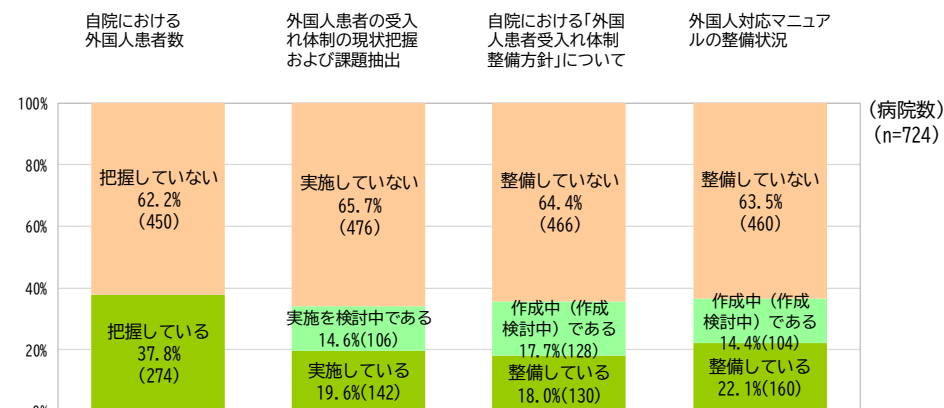 自院における
外国人患者数
外国人患者の受入
れ体制の現状把握
および課題抽出
自院における「外国
人患者受入れ体制
整備方針」について
外国人対応マニュア
ルの整備状況
100%
80%
60%
40%
20%
0%
(病院数)
(n=724)
把握していない
62.2%
(450)
把握している
37.8%
(274)
実施していない
65.7%
(476)
実施を検討中である
14.6%(106)
実施している
19.6%(142)
整備していない
64.4%
(466)
作成中（作成
検討中）である
17.7%(128)
整備している
18.0%(130)
整備していない
63.5%
(460)
作成中（作成
検討中）である
14.4%(104)
整備している
22.1%(160)